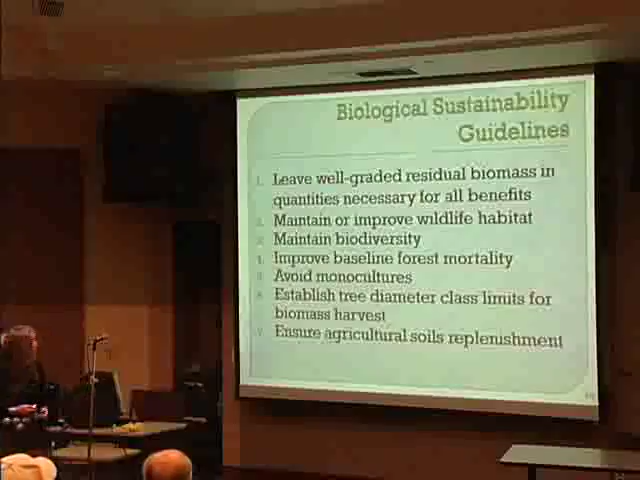 Biological Sustainability
Guidelines
1. Leave well-graded residual biomass in
quantities necessary for all benefits
2. Maintain or improve wildlife habitat
3. Maintain biodiversity
4. Improve baseline forest mortality
5. Avoid monocultures
6. Establish tree diameter class limits for
biomass harvest
7. Ensure agricultural soils replenishment